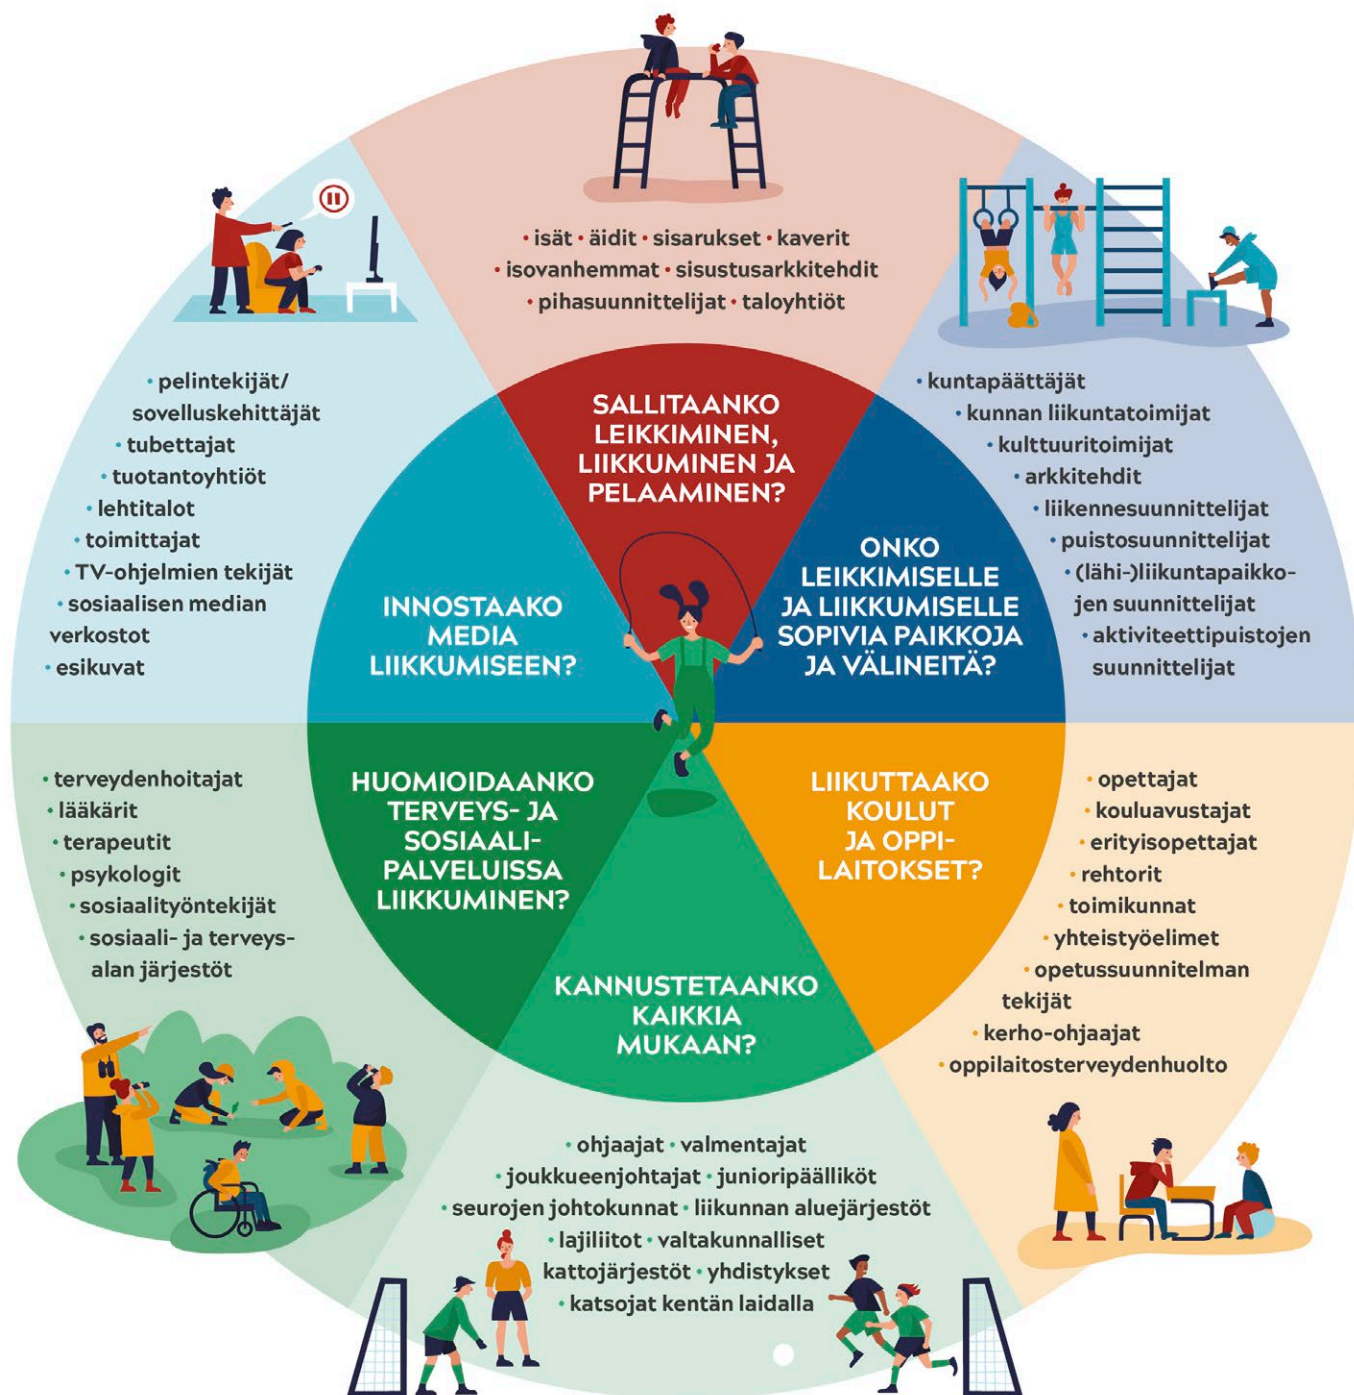 • isät • äidit • sisarukset • kaverit
• isovanhemmat • sisustusarkkitehdit
• pihasuunnittelijat • taloyhtiöt
SALLITAANKO
LEIKKIMINEN,
LIIKKUMINEN JA
PELAAMINEN?
• kuntapäättäjät
• kunnan liikuntatoimijat
• kulttuuritoimijat
• arkkitehdit
• liikennesuunnittelijat
• puistosuunnittelijat
• (lähi-)liikuntapaikko-
jen suunnittelijat
• aktiviteettipuistojen
suunnittelijat
ONKO
LEIKKIMISELLE
JA LIIKKUMISELLE
SOPIVIA PAIKKOJA
JA VÄLINEITÄ?
LIIKUTTAAKO
KOULUT
JA OPPI-
LAITOKSET?
• opettajat
• kouluavustajat
• erityisopettajat
• rehtorit
• toimikunnat
• yhteistyöelimet
• opetussuunnitelman
tekijät
• kerho-ohjaajat
• oppilaitosterveydenhuolto
KANNUSTETAANKO
KAIKKIA
MUKAAN?
• ohjaajat • valmentajat
• joukkueenjohtajat • junioripäälliköt
• seurojen johtokunnat • liikunnan aluejärjestöt
• lajiliitot • valtakunnalliset
kattojärjestöt • yhdistykset
• katsojat kentän laidalla
HUOMIOIDAANKO
TERVEYS- JA
SOSIAALI-
PALVELUISSA
LIIKKUMINEN?
• terveydenhoitajat
• lääkärit
• terapeutit
• psykologit
• sosiaalityöntekijät
• sosiaali- ja terveys-
alan järjestöt
INNOSTAAKO
MEDIA
LIIKKUMISEEN?
• pelintekijät/
sovelluskehittäjät
• tubettajat
• tuotantoyhtiöt
• lehtitalot
• toimittajat
• TV-ohjelmien tekijät
• sosiaalisen median
verkostot
• esikuvat